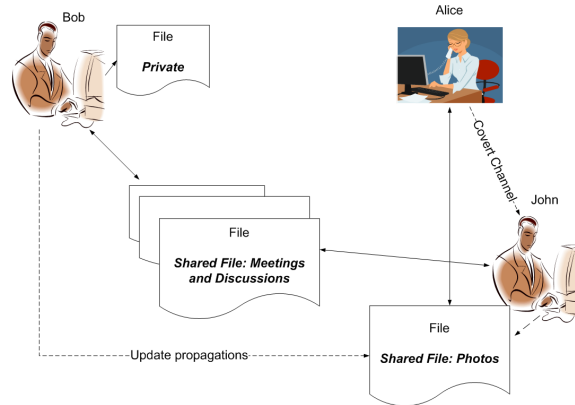 Bob
Alice
File
Private
Covert Channel
John
File
Shared File: Meetings
and Discussions
File
Shared File: Photos
Update propagations